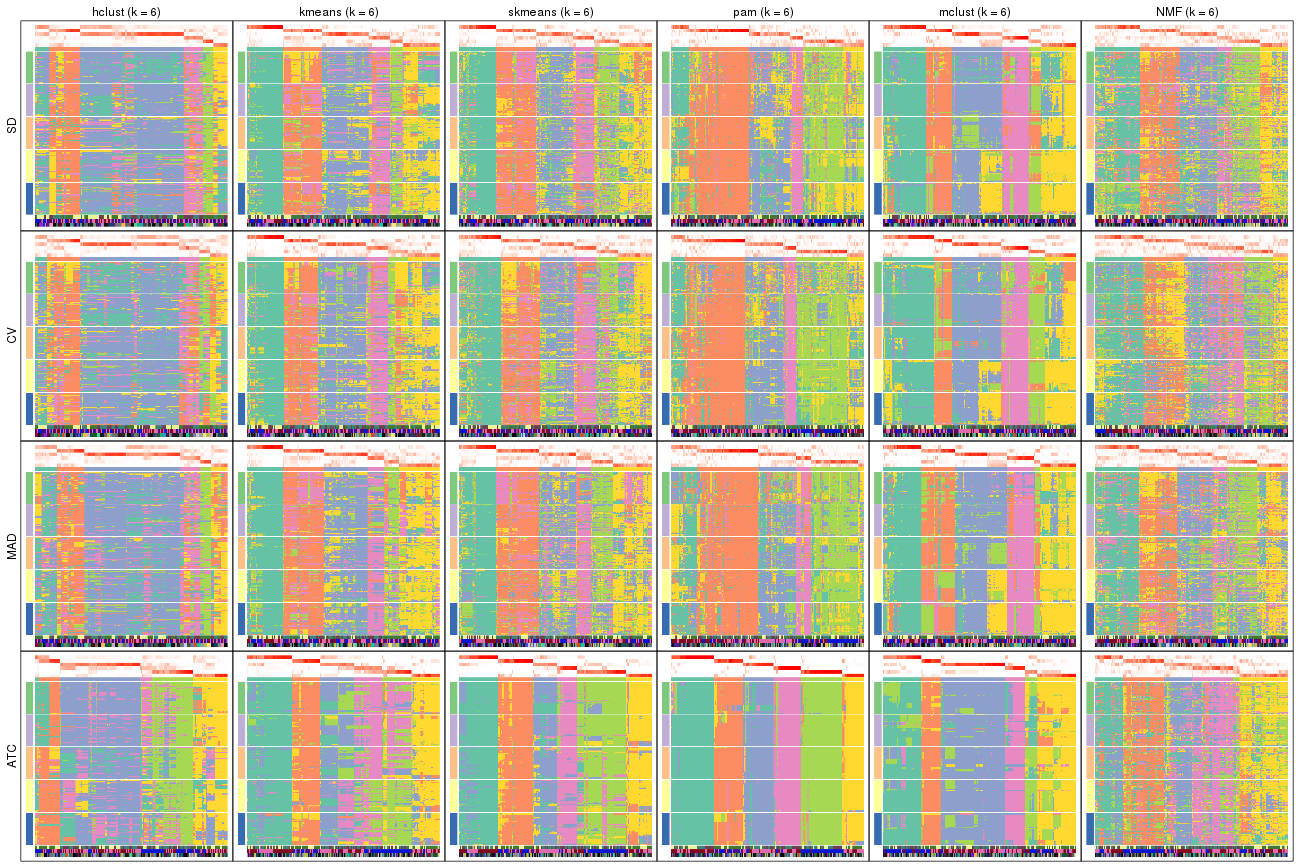 hclust (k = 6)
kmeans (k = 6)
skmeans (k = 6)
pam (k = 6)
mclust (k = 6)
NMF (k = 6)
SD
CV
MAD
ATC